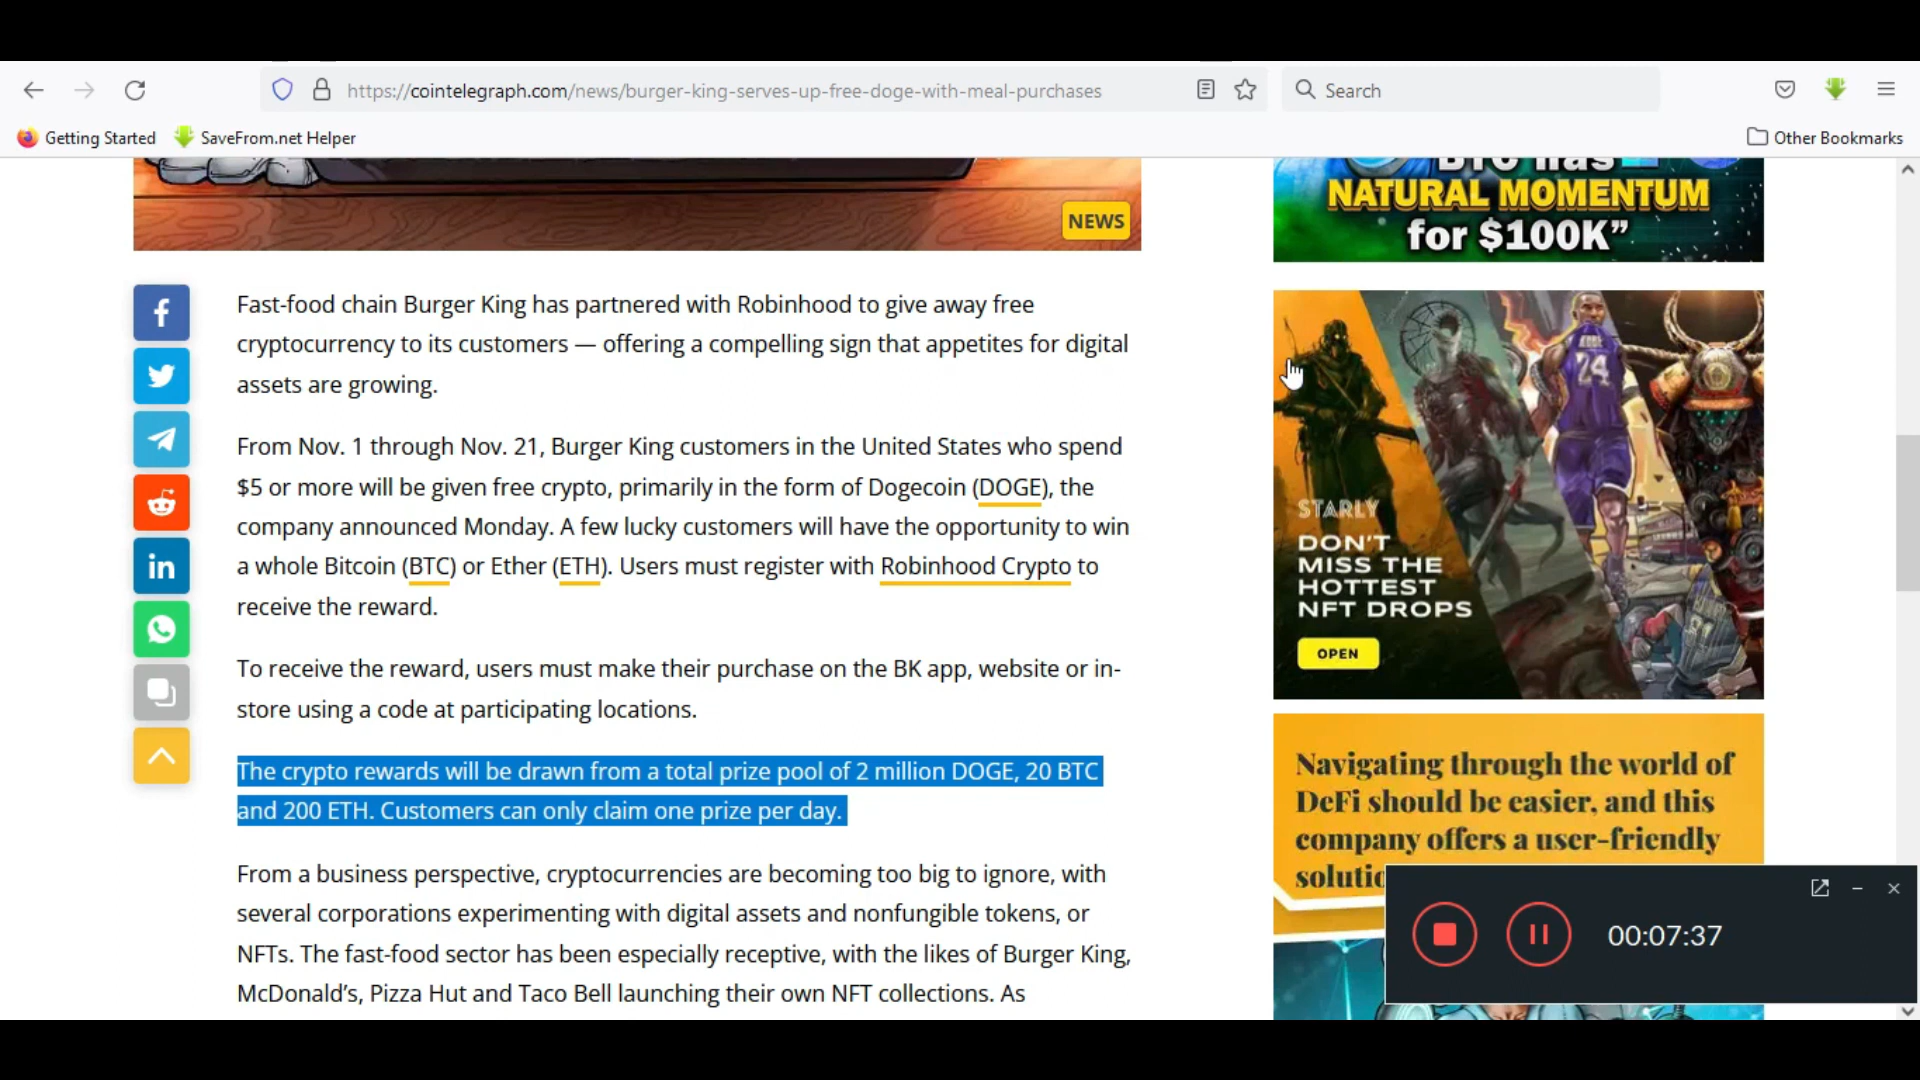 https://cointelegraph.com/news/burger-king-serves-up-free-doge-with-meal-purchases
Search
Getting Started
SaveFrom.net Helper
Other Bookmarks
NEWS
BTC has
NATURAL MOMENTUM
for $100K”
Fast-food chain Burger King has partnered with Robinhood to give away free
cryptocurrency to its customers — offering a compelling sign that appetites for digital
assets are growing.
From Nov. 1 through Nov. 21, Burger King customers in the United States who spend
$5 or more will be given free crypto, primarily in the form of Dogecoin (DOGE), the
company announced Monday. A few lucky customers will have the opportunity to win
a whole Bitcoin (BTC) or Ether (ETH). Users must register with Robinhood Crypto to
receive the reward.
To receive the reward, users must make their purchase on the BK app, website or in-
store using a code at participating locations.
The crypto rewards will be drawn from a total prize pool of 2 million DOGE, 20 BTC
and 200 ETH. Customers can only claim one prize per day.
From a business perspective, cryptocurrencies are becoming too big to ignore, with
several corporations experimenting with digital assets and nonfungible tokens, or
NFTs. The fast-food sector has been especially receptive, with the likes of Burger King,
McDonald’s, Pizza Hut and Taco Bell launching their own NFT collections. As
KOBE
24
STARLY
DON'T
MISS THE
HOTTEST
NFT DROPS
OPEN
Navigating through the world of
DeFi should be easier, and this
company offers a user-friendly
00:07:37